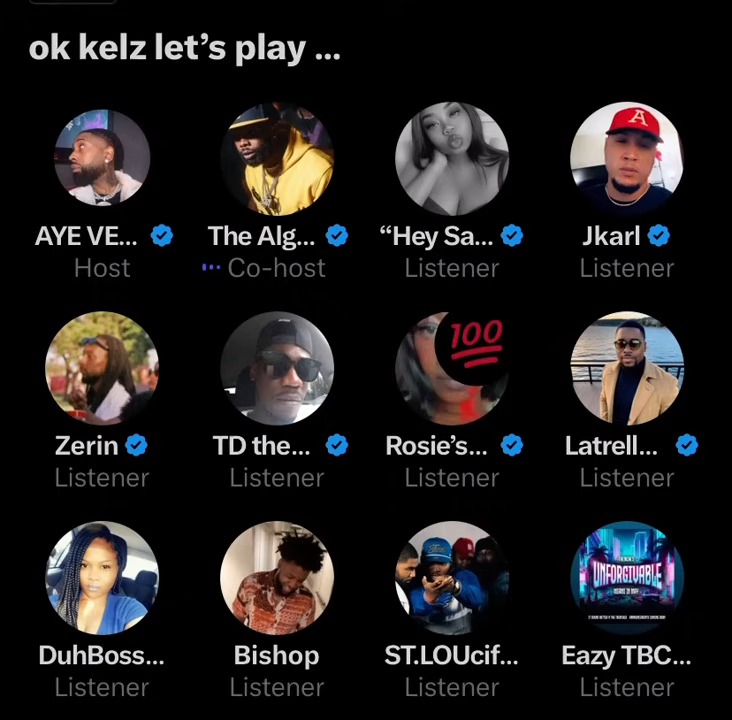 ok kelz let’s play ...
AYE VE... The Alg... “Hey Sa... Jkarl
Host Co-host Listener Listener
A
100
Zerin TD the... Rosie’s... Latrell...
Listener Listener Listener Listener
UNFORGIVABLE
DuhBoss... Bishop ST.LOUcif... Eazy TBC...
Listener Listener Listener Listener